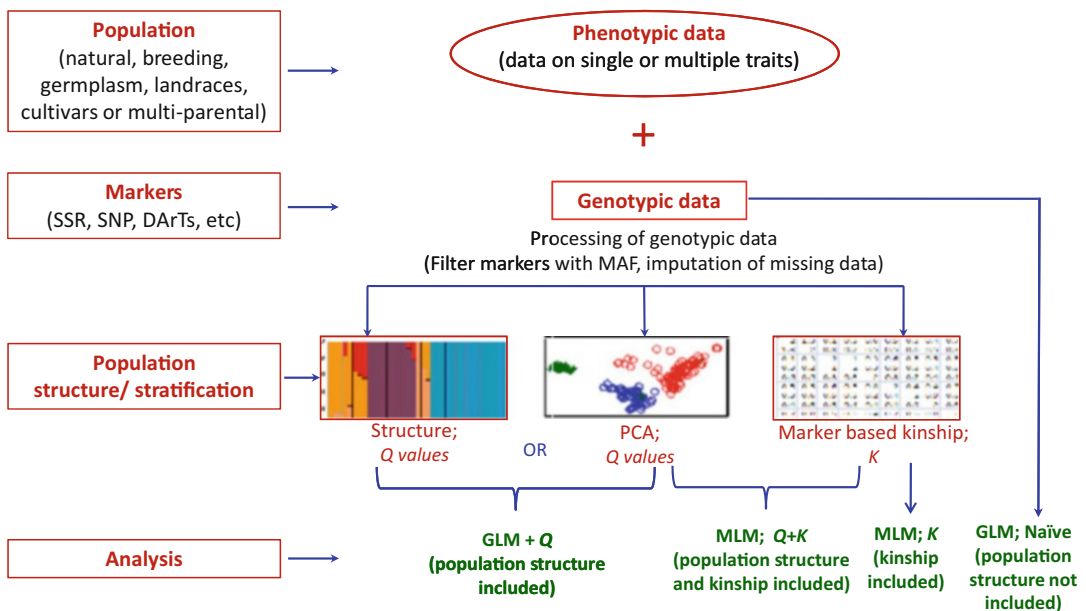 Population
(natural, breeding,
germplasm, landraces,
cultivars or multi-parental)
Phenotypic data
(data on single or multiple traits)
+
Markers
(SSR, SNP, DArTs, etc)
Genotypic data
Processing of genotypic data
(Filter markers with MAF, imputation of missing data)
Population
structure/ stratification
Structure;
Q values
OR
PCA;
Q values
Marker based kinship;
K
Analysis
GLM + Q
(population structure
included)
MLM; Q+K
(population structure
and kinship included)
MLM; K
(kinship
included)
GLM; Naïve
(population
structure not
included)